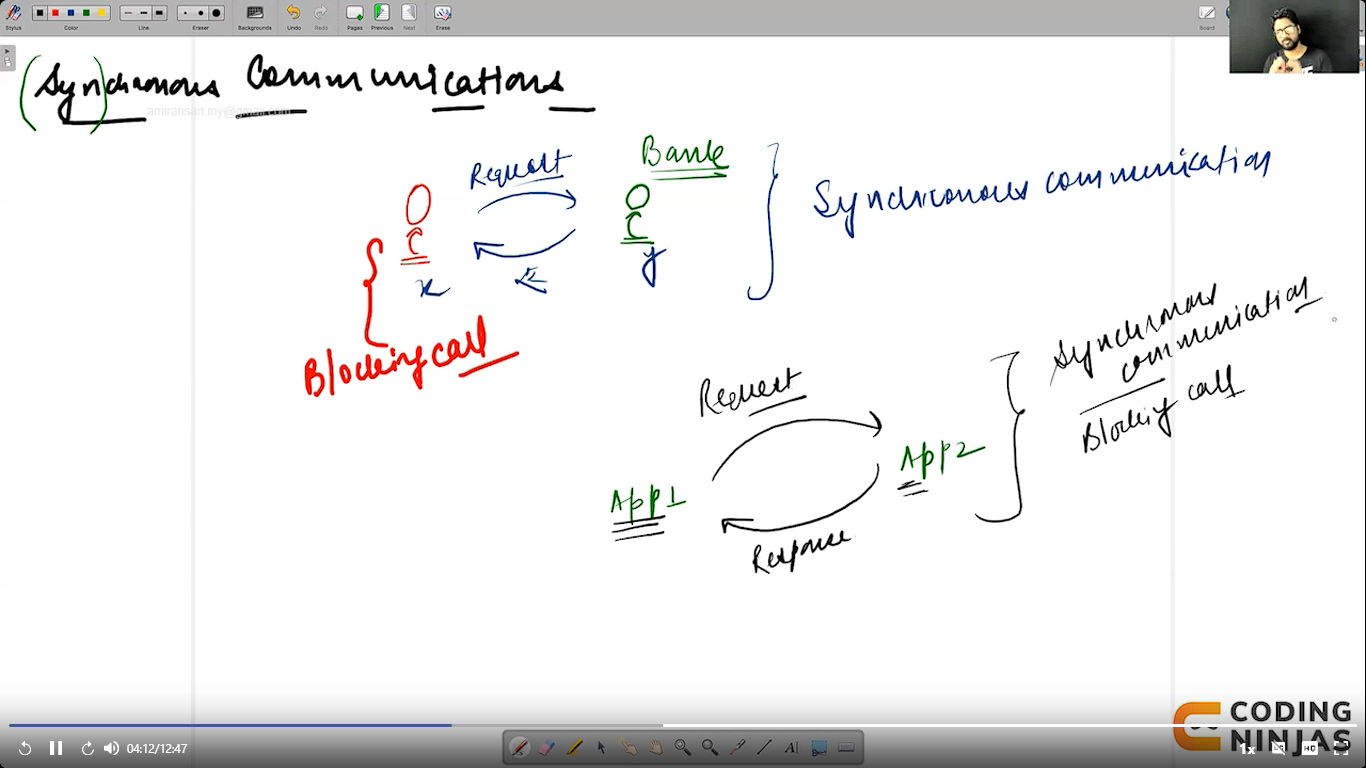 Stylus
Color
Line
Eraser
Backgrounds
Undo
Redo
Pages
Previous
Next
Erase
Board
(Syn)chronous Communications
amiransari.my@gmail.com
Request
Bank
Synchronous communication
x
y
Blocking call
Synchronous
communication
Blocking call
Request
App1
App2
Response
CODING
NINJAS
04:12/12:47
1x
HD